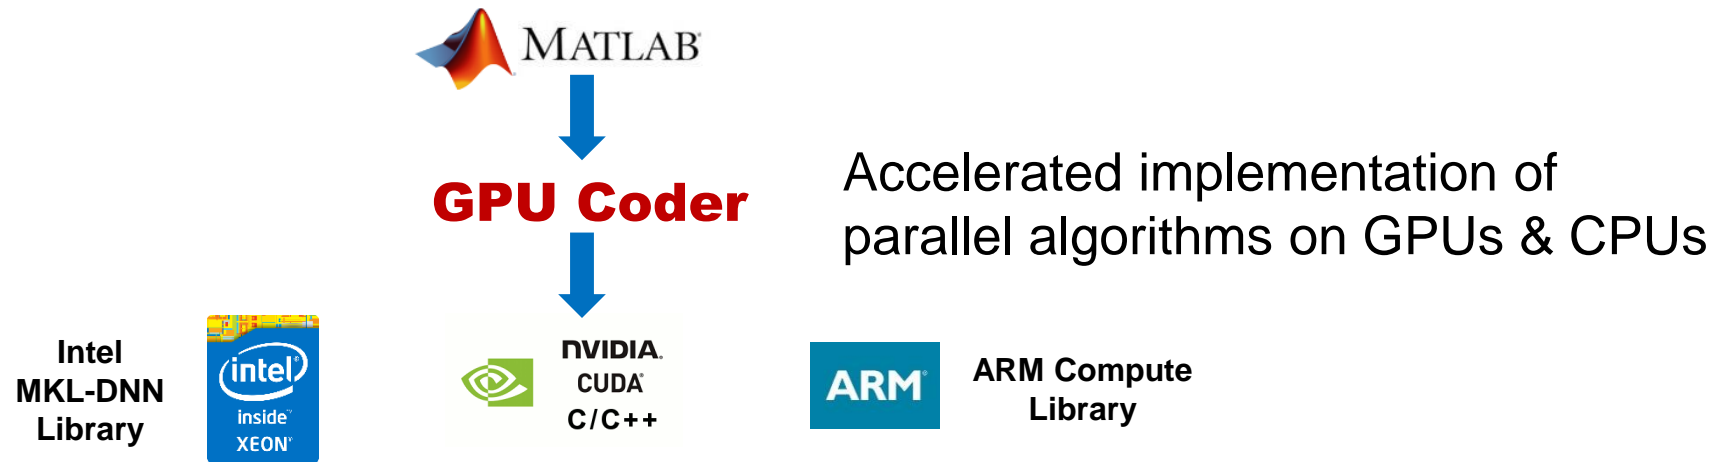 MATLAB
GPU Coder
Accelerated implementation of
parallel algorithms on GPUs & CPUs
Intel
MKL-DNN
Library
intel®
inside™
XEON®
NVIDIA.
CUDA®
C/C++
ARM®
ARM Compute
Library